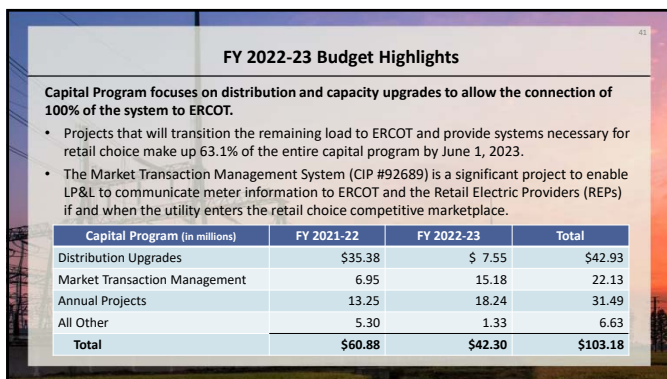 41
FY 2022-23 Budget Highlights
Capital Program focuses on distribution and capacity upgrades to allow the connection of
100% of the system to ERCOT.
• Projects that will transition the remaining load to ERCOT and provide systems necessary for
retail choice make up 63.1% of the entire capital program by June 1, 2023.
• The Market Transaction Management System (CIP #92689) is a significant project to enable
LP&L to communicate meter information to ERCOT and the Retail Electric Providers (REPs)
if and when the utility enters the retail choice competitive marketplace.
Capital Program (in millions) FY 2021-22 FY 2022-23 Total
Distribution Upgrades $35.38 $ 7.55 $42.93
Market Transaction Management 6.95 15.18 22.13
Annual Projects 13.25 18.24 31.49
All Other 5.30 1.33 6.63
Total $60.88 $42.30 $103.18